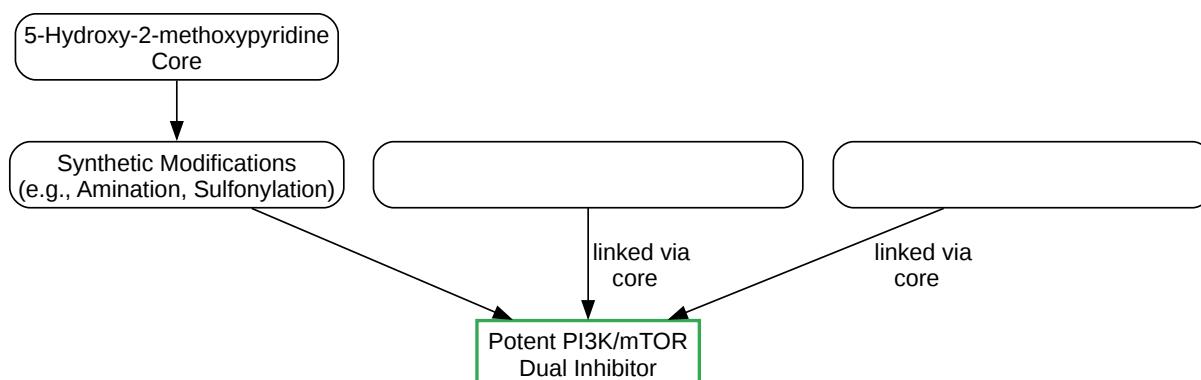 5-Hydroxy-2-methoxypyridine
Core
Synthetic Modifications
(e.g., Amination, Sulfonylation)
linked via
core
linked via
core
Potent PI3K/mTOR
Dual Inhibitor